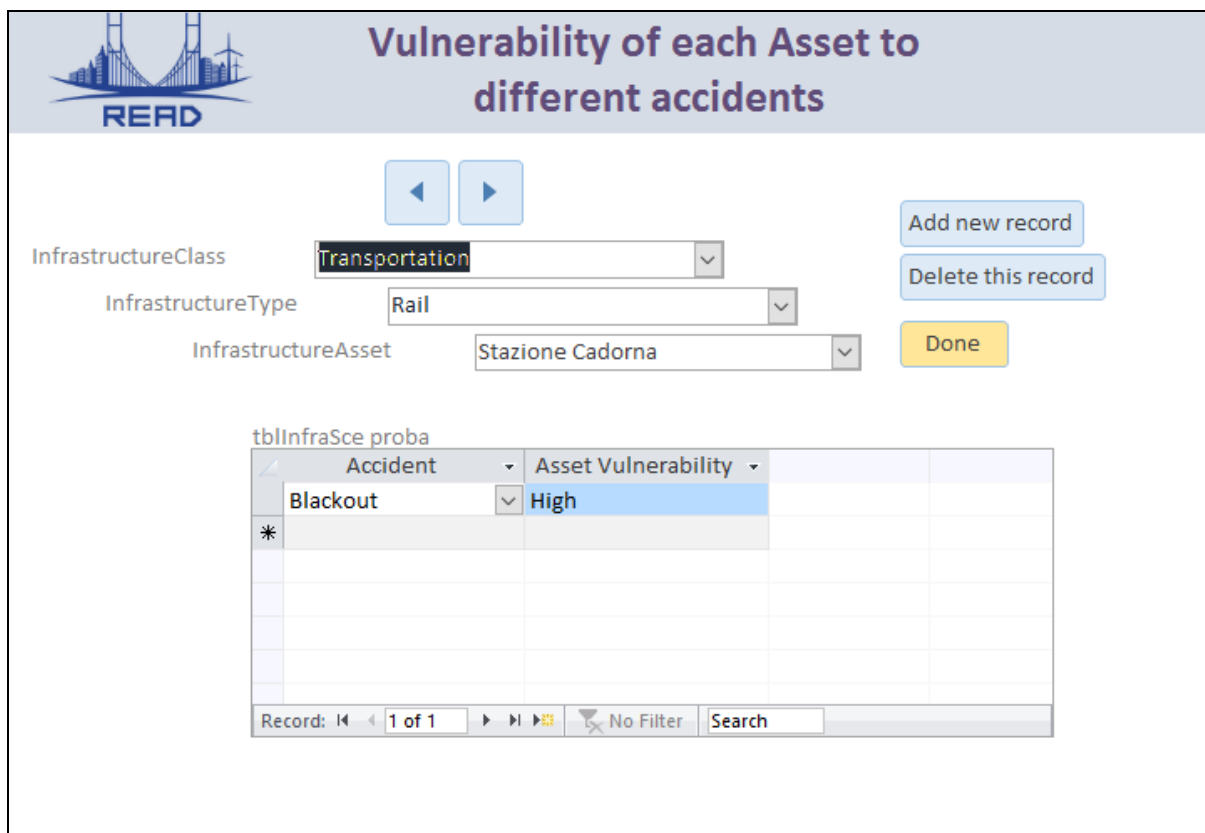 Vulnerability of each Asset to
different accidents
READ
Add new record
InfrastructureClass Transportation
Delete this record
InfrastructureType Rail
InfrastructureAsset Stazione Cadorna
Done
tblInfraSce proba
Accident Asset Vulnerability
Blackout High
Record: 1 of 1 No Filter Search